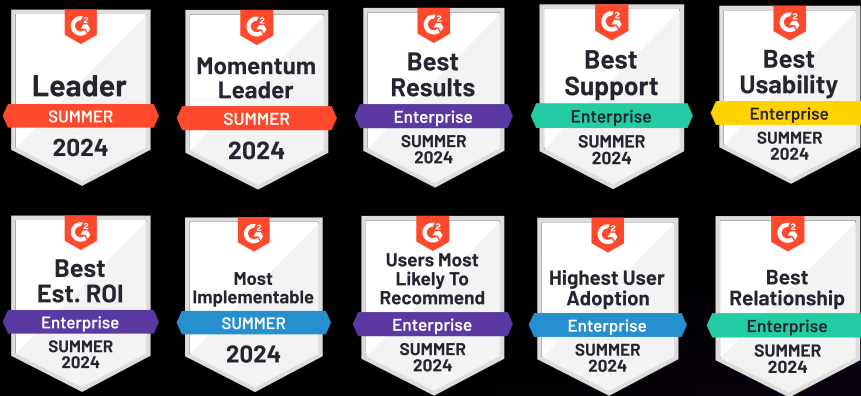 G2
Leader
SUMMER
2024
G2
Momentum
Leader
SUMMER
2024
G2
Best
Results
Enterprise
SUMMER
2024
G2
Best
Support
Enterprise
SUMMER
2024
G2
Best
Usability
Enterprise
SUMMER
2024
G2
Best
Est. ROI
Enterprise
SUMMER
2024
G2
Most
Implementable
SUMMER
2024
G2
Users Most
Likely To
Recommend
Enterprise
SUMMER
2024
G2
Highest User
Adoption
Enterprise
SUMMER
2024
G2
Best
Relationship
Enterprise
SUMMER
2024